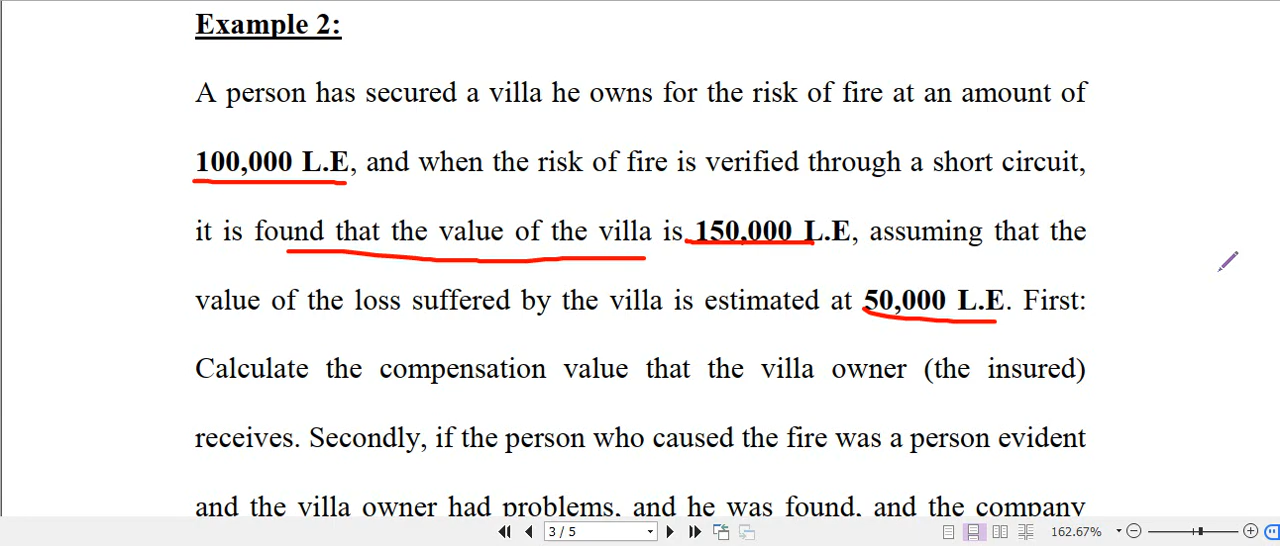 Example 2:
A person has secured a villa he owns for the risk of fire at an amount of
100,000 L.E, and when the risk of fire is verified through a short circuit,
it is found that the value of the villa is 150,000 L.E, assuming that the
value of the loss suffered by the villa is estimated at 50,000 L.E. First:
Calculate the compensation value that the villa owner (the insured)
receives. Secondly, if the person who caused the fire was a person evident
and the villa owner had problems, and he was found, and the company
3 / 5
162.67%